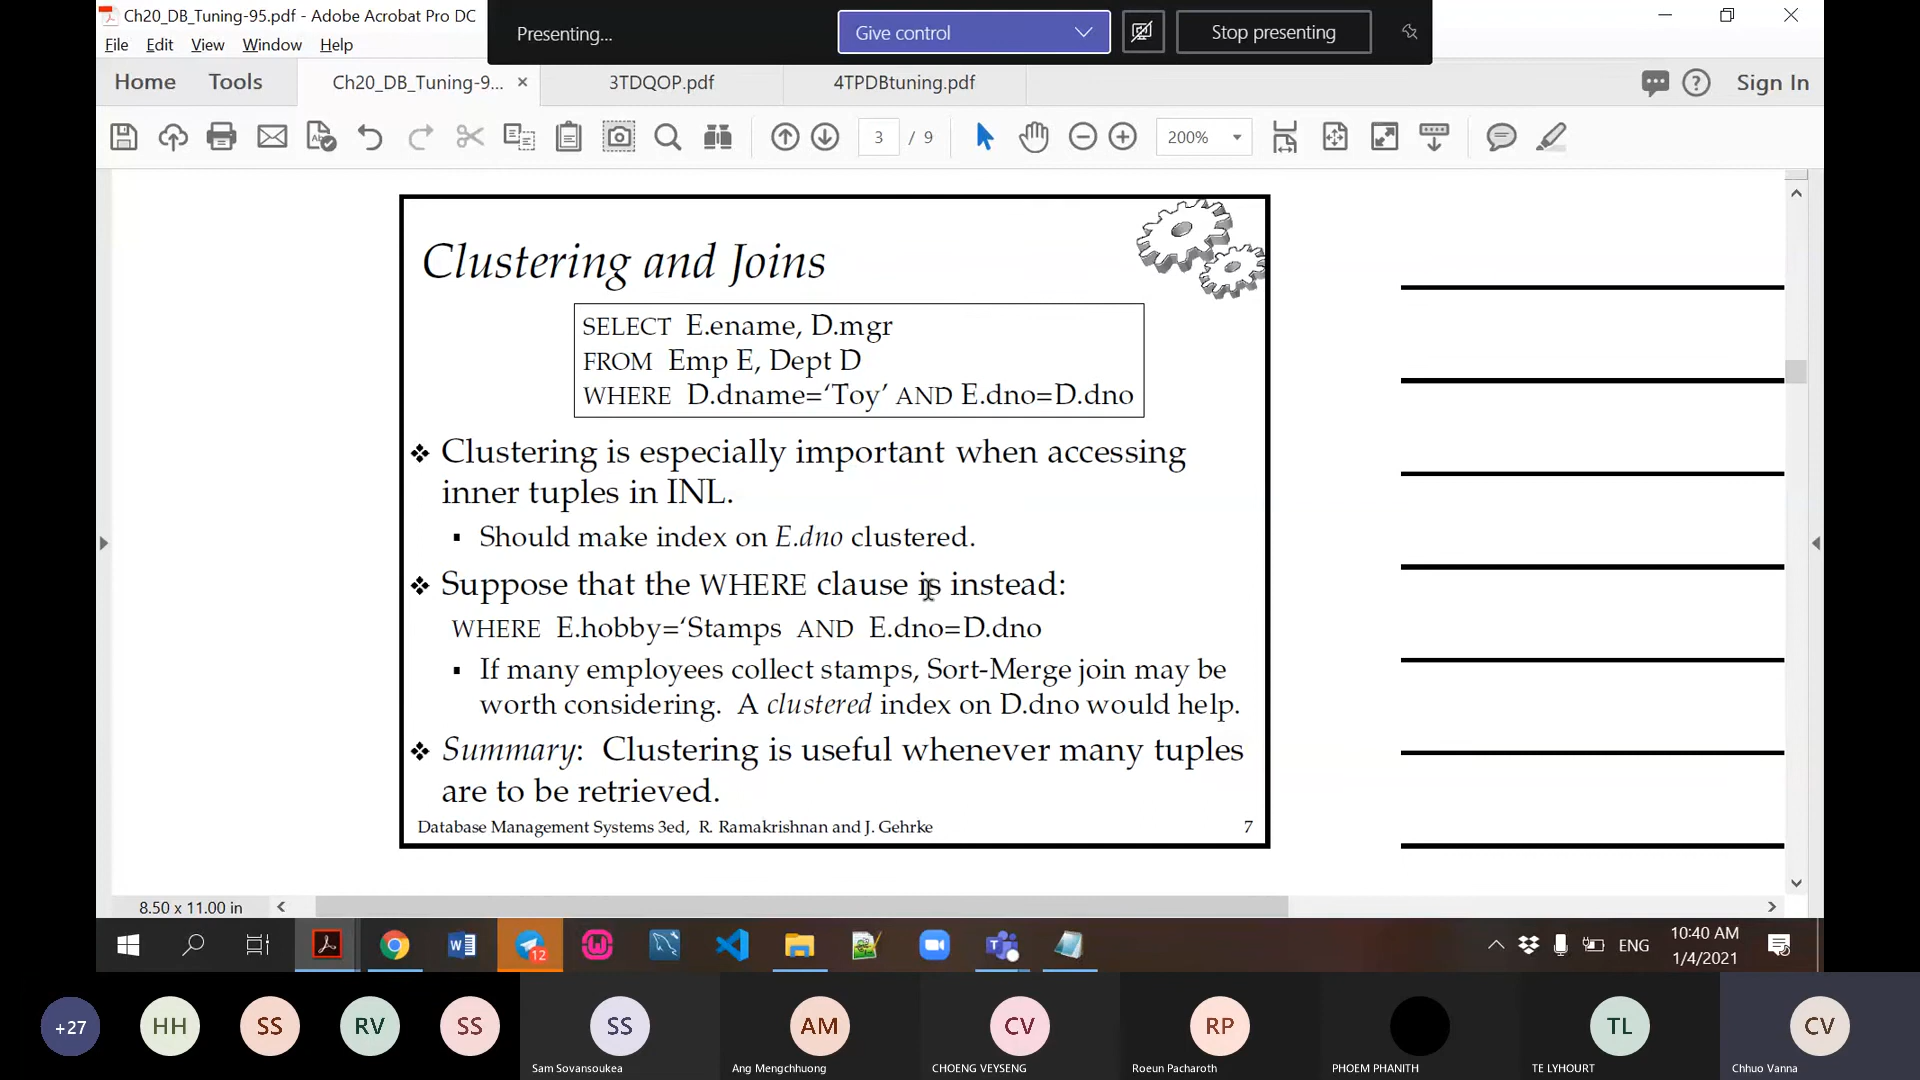 Ch20_DB_Tuning-95.pdf - Adobe Acrobat Pro DC
Presenting...
Give control
Stop presenting
File Edit View Window Help
Home Tools Ch20_DB_Tuning-9... × 3TDQOP.pdf 4TPDBtuning.pdf Sign In
3 / 9 200%
Clustering and Joins
SELECT E.ename, D.mgr
FROM Emp E, Dept D
WHERE D.dname=‘Toy’ AND E.dno=D.dno
❖ Clustering is especially important when accessing
inner tuples in INL.
▪ Should make index on E.dno clustered.
❖ Suppose that the WHERE clause is instead:
WHERE E.hobby=‘Stamps AND E.dno=D.dno
▪ If many employees collect stamps, Sort-Merge join may be
worth considering. A clustered index on D.dno would help.
❖ Summary: Clustering is useful whenever many tuples
are to be retrieved.
Database Management Systems 3ed, R. Ramakrishnan and J. Gehrke 7
8.50 x 11.00 in
12
ENG
10:40 AM
1/4/2021
+27 HH SS RV SS SS AM CV RP TL CV
Sam Sovansoukea Ang Mengchhuong CHOENG VEYSENG Roeun Pacharoth PHOEM PHANITH TE LYHOURT Chhuo Vanna